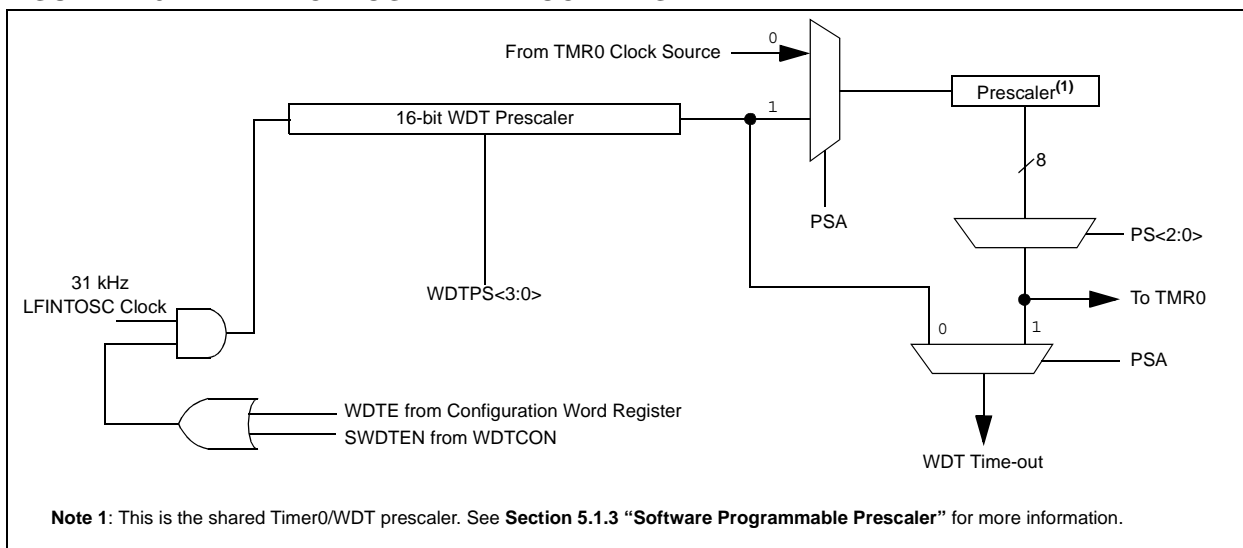 0
From TMR0 Clock Source
Prescaler(1)
16-bit WDT Prescaler
1
8
PSA
PS<2:0>
31 kHz
LFINTOSC Clock
WDTPS<3:0>
To TMR0
0
1
PSA
WDTE from Configuration Word Register
SWDTEN from WDTCON
WDT Time-out
Note 1: This is the shared Timer0/WDT prescaler. See Section 5.1.3 “Software Programmable Prescaler” for more information.